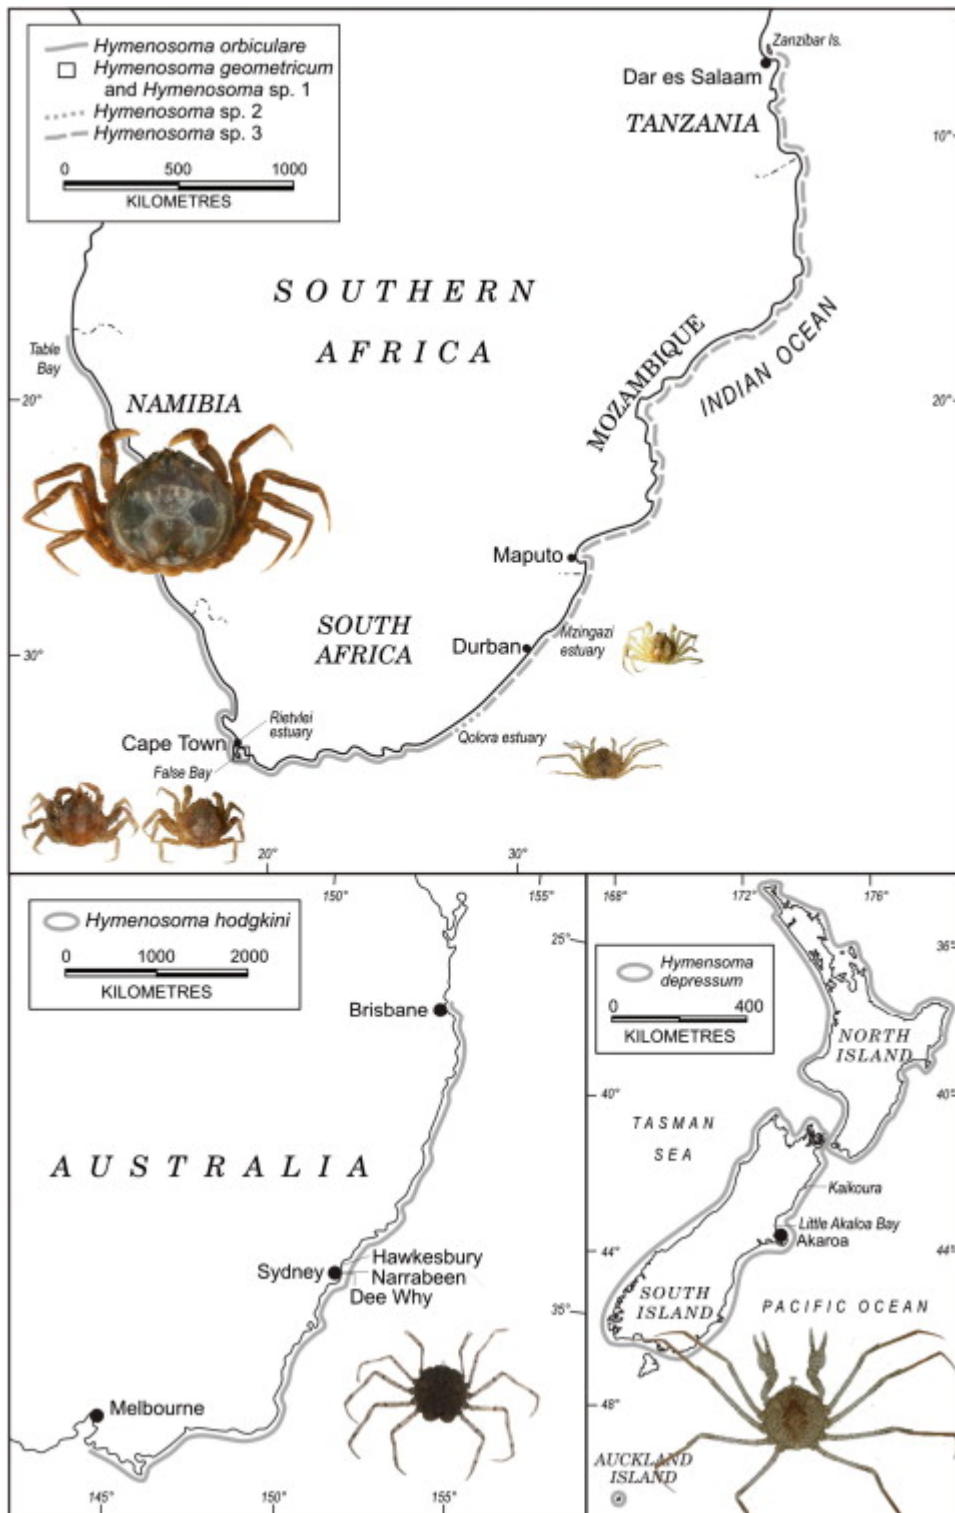 Hymenosoma orbiculare
Hymenosoma geometricum
and Hymenosoma sp. 1
Hymenosoma sp. 2
Hymenosoma sp. 3
0 500 1000
KILOMETRES
Zanzibar Is.
Dar es Salaam
TANZANIA
10°
SOUTHERN
AFRICA
INDIAN OCEAN
MOZAMBIQUE
Table
Bay
20°
NAMIBIA
20°
Maputo
SOUTH
AFRICA
Durban
Mzingazi
estuary
30°
Rietvlei
estuary
Cape Town
Qolora estuary
False Bay
20°
30°
Hymenosoma hodgkini
0 1000 2000
KILOMETRES
150°
155°
25°
Brisbane
AUSTRALIA
Sydney
Hawkesbury
Narrabeen
Dee Why
35°
Melbourne
145°
150°
155°
168°
172°
176°
36°
Hymensoma
depressum
0 400
KILOMETRES
NORTH
ISLAND
40°
40°
TASMAN
SEA
Kaikoura
Little Akaloa Bay
Akaroa
44°
44°
SOUTH
ISLAND
PACIFIC OCEAN
48°
AUCKLAND
ISLAND